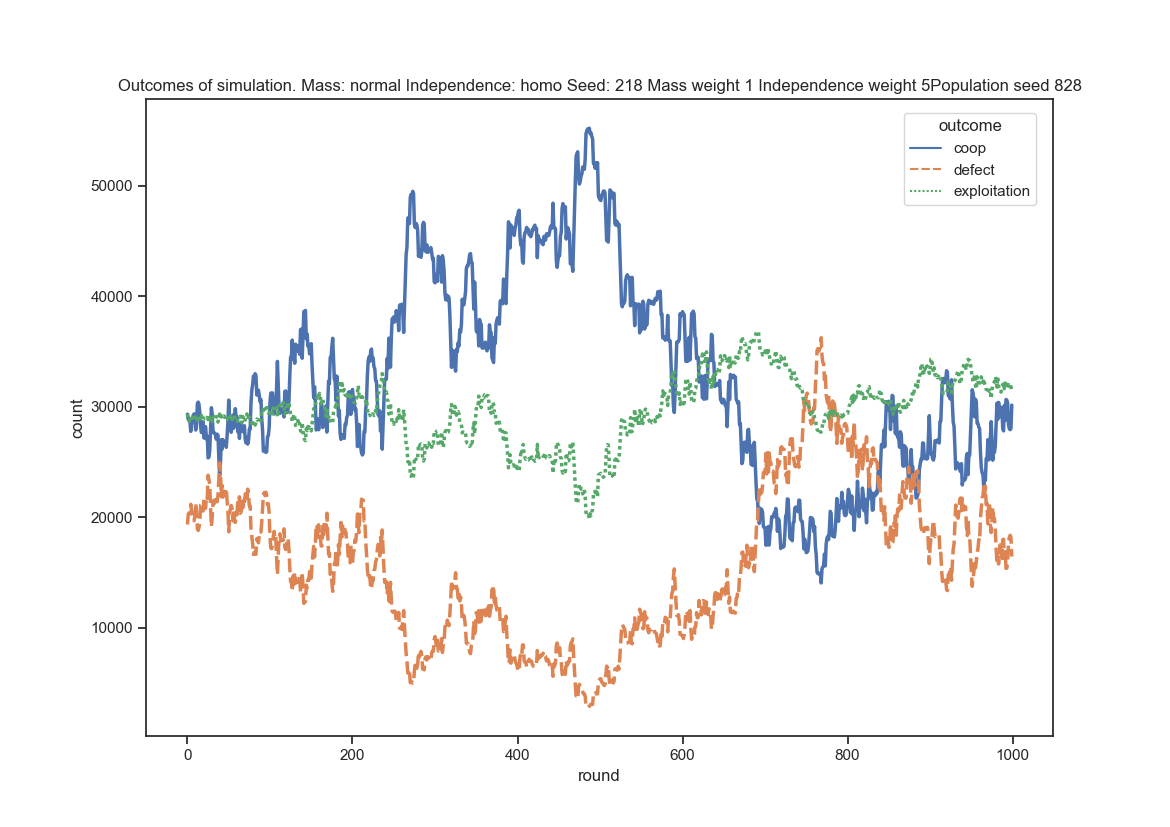 Outcomes of simulation. Mass: normal Independence: homo Seed: 218 Mass weight 1 Independence weight 5Population seed 828
outcome
coop
defect
exploitation
50000
40000
30000
20000
10000
count
0 200 400 600 800 1000
round